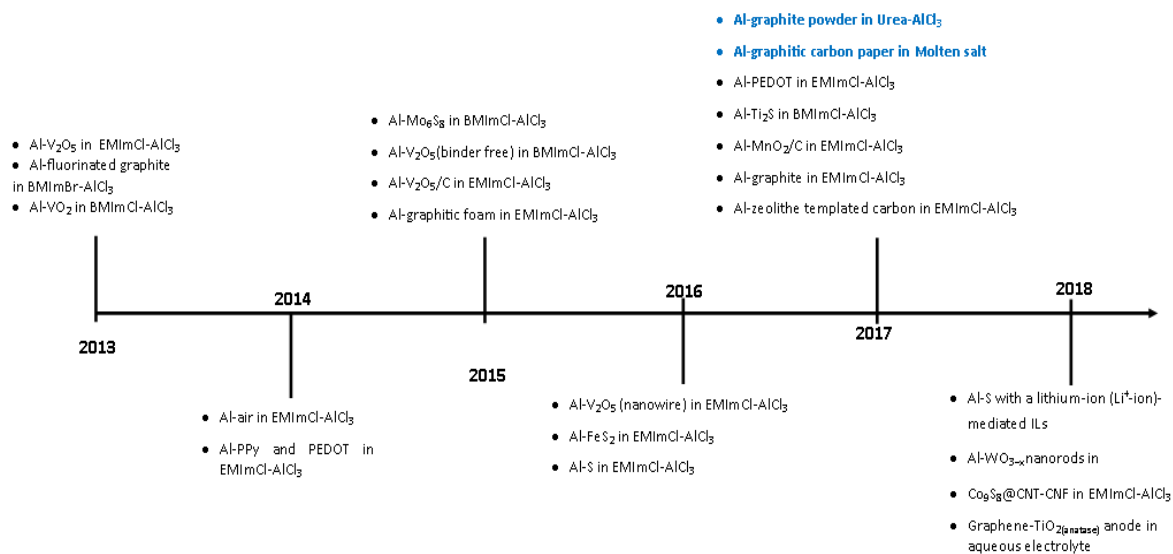 • Al-graphite powder in Urea-AlCl₃
• Al-graphitic carbon paper in Molten salt
• Al-PEDOT in EMImCl-AlCl₃
• Al-Ti₂S in BMImCl-AlCl₃
• Al-MnO₂/C in EMImCl-AlCl₃
• Al-graphite in EMImCl-AlCl₃
• Al-zeolithe templated carbon in EMImCl-AlCl₃
• Al-Mo₆S₈ in BMImCl-AlCl₃
• Al-V₂O₅(binder free) in BMImCl-AlCl₃
• Al-V₂O₅/C in EMImCl-AlCl₃
• Al-graphitic foam in EMImCl-AlCl₃
• Al-V₂O₅ in EMImCl-AlCl₃
• Al-fluorinated graphite
in BMImBr-AlCl₃
• Al-VO₂ in BMImCl-AlCl₃
2013
2014
2015
2016
2017
2018
• Al-air in EMImCl-AlCl₃
• Al-PPy and PEDOT in
EMImCl-AlCl₃
• Al-V₂O₅ (nanowire) in EMImCl-AlCl₃
• Al-FeS₂ in EMImCl-AlCl₃
• Al-S in EMImCl-AlCl₃
• Al-S with a lithium-ion (Li⁺-ion)-
mediated ILs
• Al-WO₃₋ₓ nanorods in
• Co₉S₈@CNT-CNF in EMImCl-AlCl₃
• Graphene-TiO₂(anatase) anode in
aqueous electrolyte